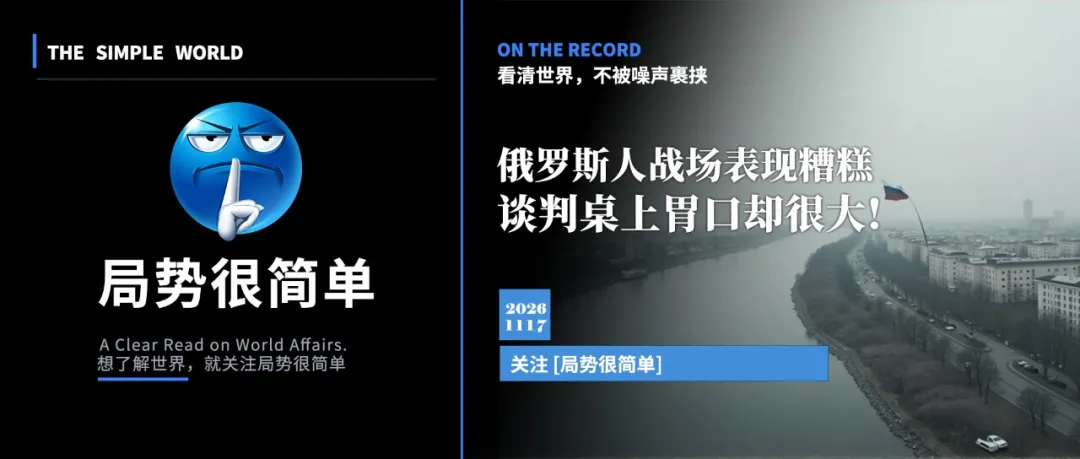 THE SIMPLE WORLD
局势很简单
A Clear Read on World Affairs.
想了解世界，就关注局势很简单
ON THE RECORD
看清世界，不被噪声裹挟
俄罗斯人战场表现糟糕
谈判桌上胃口却很大!
2026
1117
关注 [局势很简单]